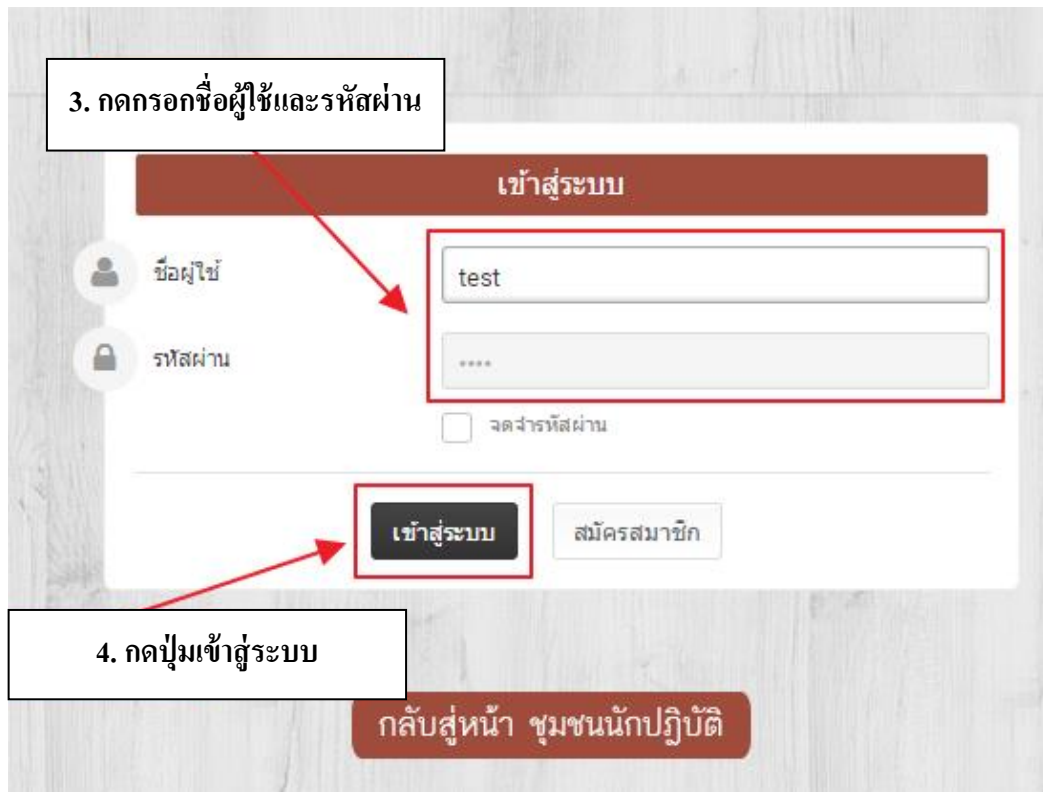 3. กดกรอกชื่อผู้ใช้และรหัสผ่าน
เข้าสู่ระบบ
ชื่อผู้ใช้
test
รหัสผ่าน
••••
จดจำรหัสผ่าน
เข้าสู่ระบบ
สมัครสมาชิก
4. กดปุ่มเข้าสู่ระบบ
กลับสู่หน้า ชุมชนนักปฎิบัติ